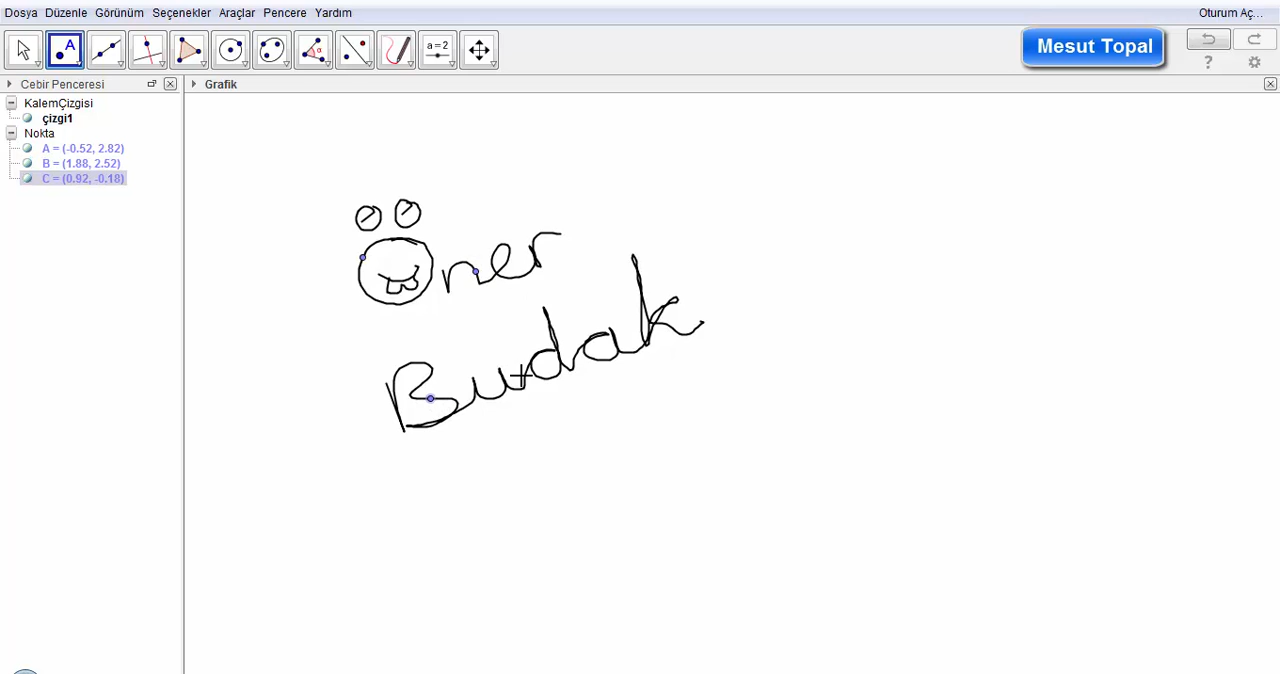 Dosya Düzenle Görünüm Seçenekler Araçlar Pencere Yardım Oturum Aç...
A α a=2 Mesut Topal ?
Cebir Penceresi Grafik
KalemÇizgisi
çizgi1
Nokta
A = (-0.52, 2.82)
B = (1.88, 2.52)
C = (0.92, -0.18)
Öner
Budak